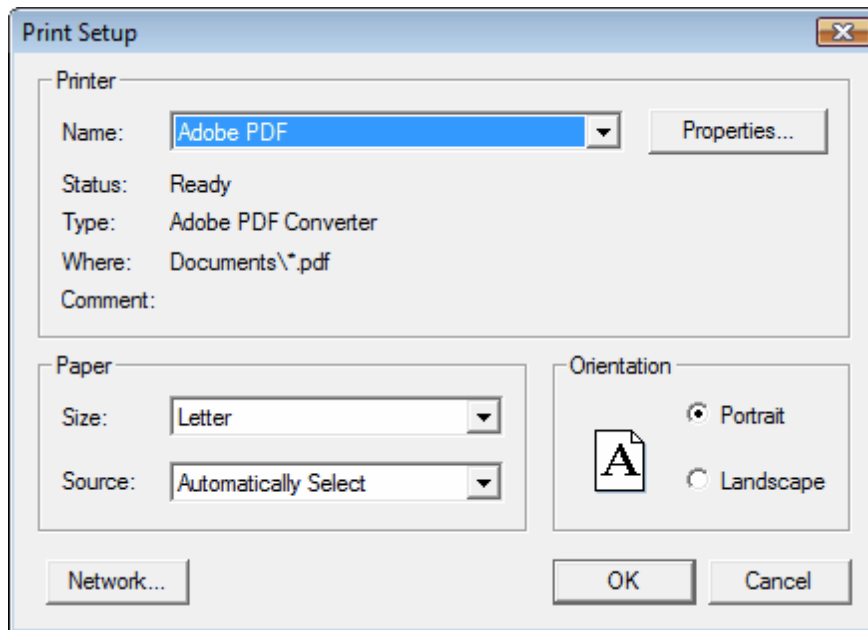 Print Setup
Printer
Name: Adobe PDF Properties...
Status: Ready
Type: Adobe PDF Converter
Where: Documents\*.pdf
Comment:
Paper
Size: Letter
Source: Automatically Select
Orientation
A
Portrait
Landscape
Network... OK Cancel